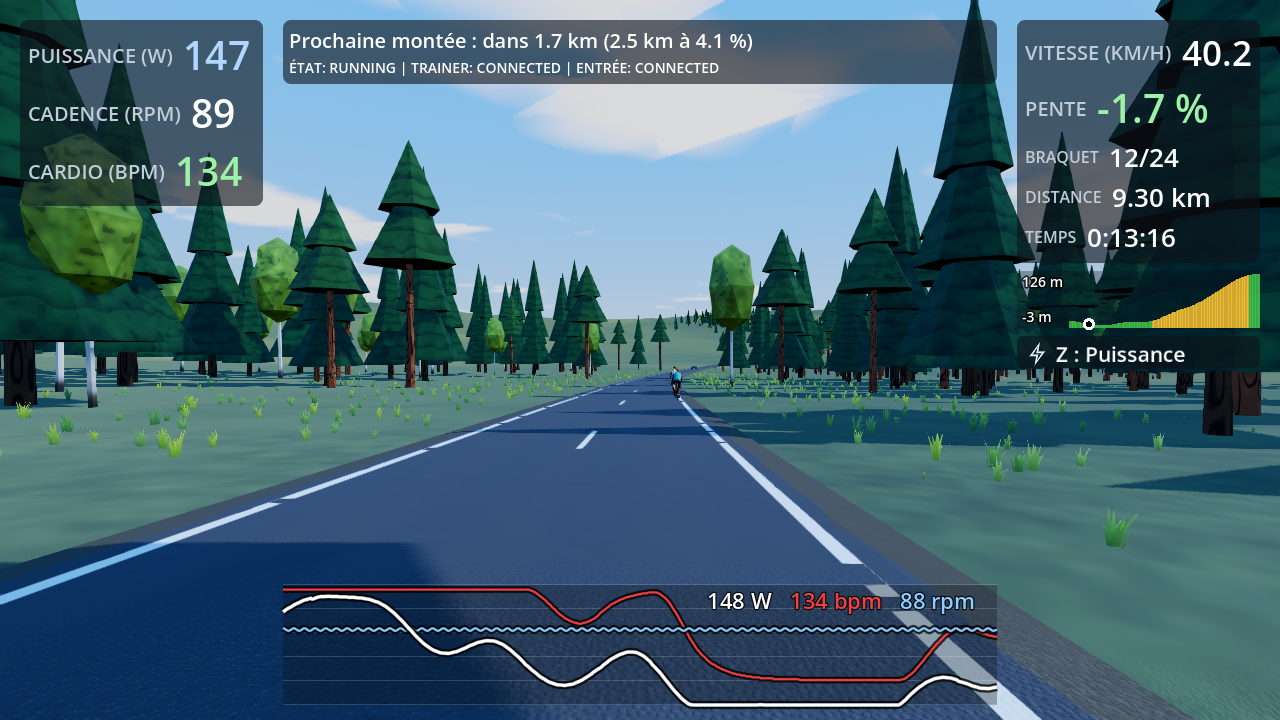 PUISSANCE (W) 147
CADENCE (RPM) 89
CARDIO (BPM) 134
Prochaine montée : dans 1.7 km (2.5 km à 4.1 %)
ÉTAT: RUNNING | TRAINER: CONNECTED | ENTRÉE: CONNECTED
VITESSE (KM/H) 40.2
PENTE -1.7 %
BRAQUET 12/24
DISTANCE 9.30 km
TEMPS 0:13:16
126 m
-3 m
Z : Puissance
148 W 134 bpm 88 rpm